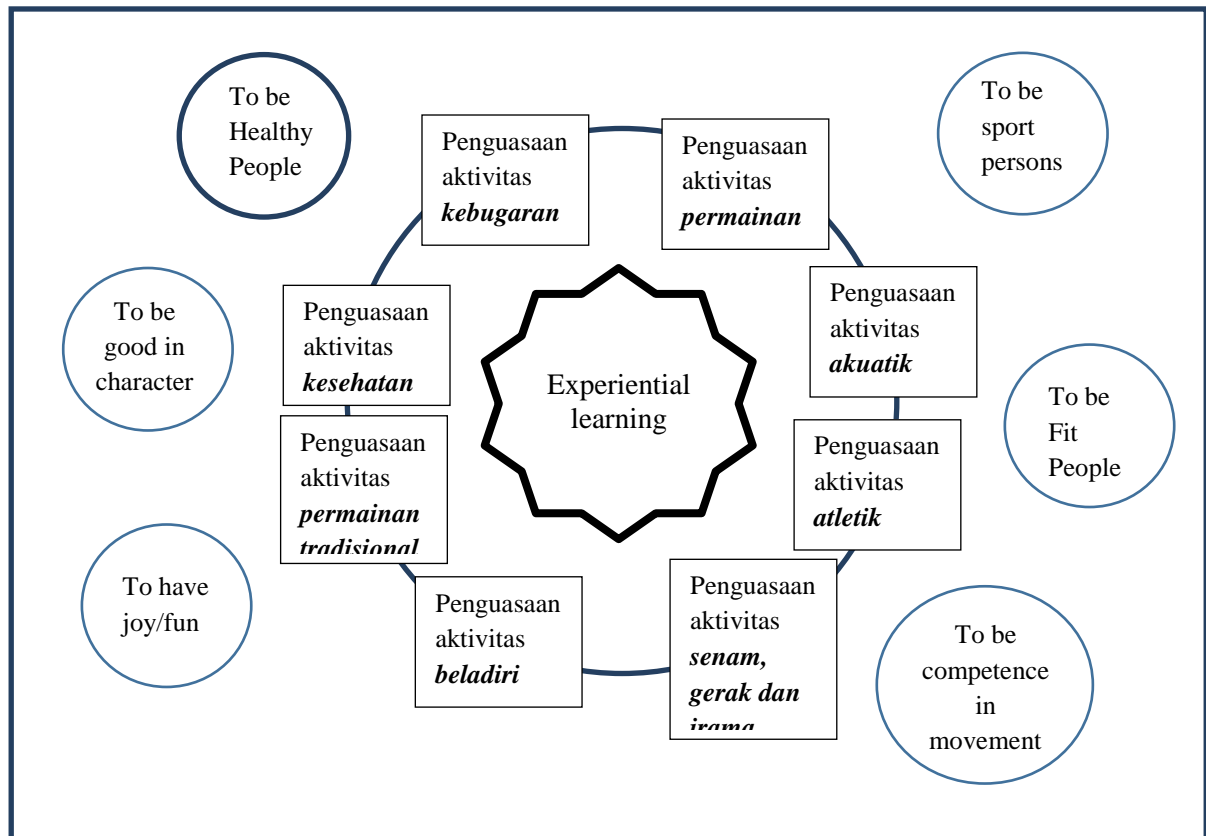 To be
Healthy
People
To be
sport
persons
Penguasaan
aktivitas
kebugaran
Penguasaan
aktivitas
permainan
To be
good in
character
Penguasaan
aktivitas
kesehatan
Experiential
learning
Penguasaan
aktivitas
akuatik
To be
Fit
People
Penguasaan
aktivitas
permainan
tradisional
Penguasaan
aktivitas
atletik
To have
joy/fun
Penguasaan
aktivitas
beladiri
Penguasaan
aktivitas
senam,
gerak dan
irama
To be
competence
in
movement